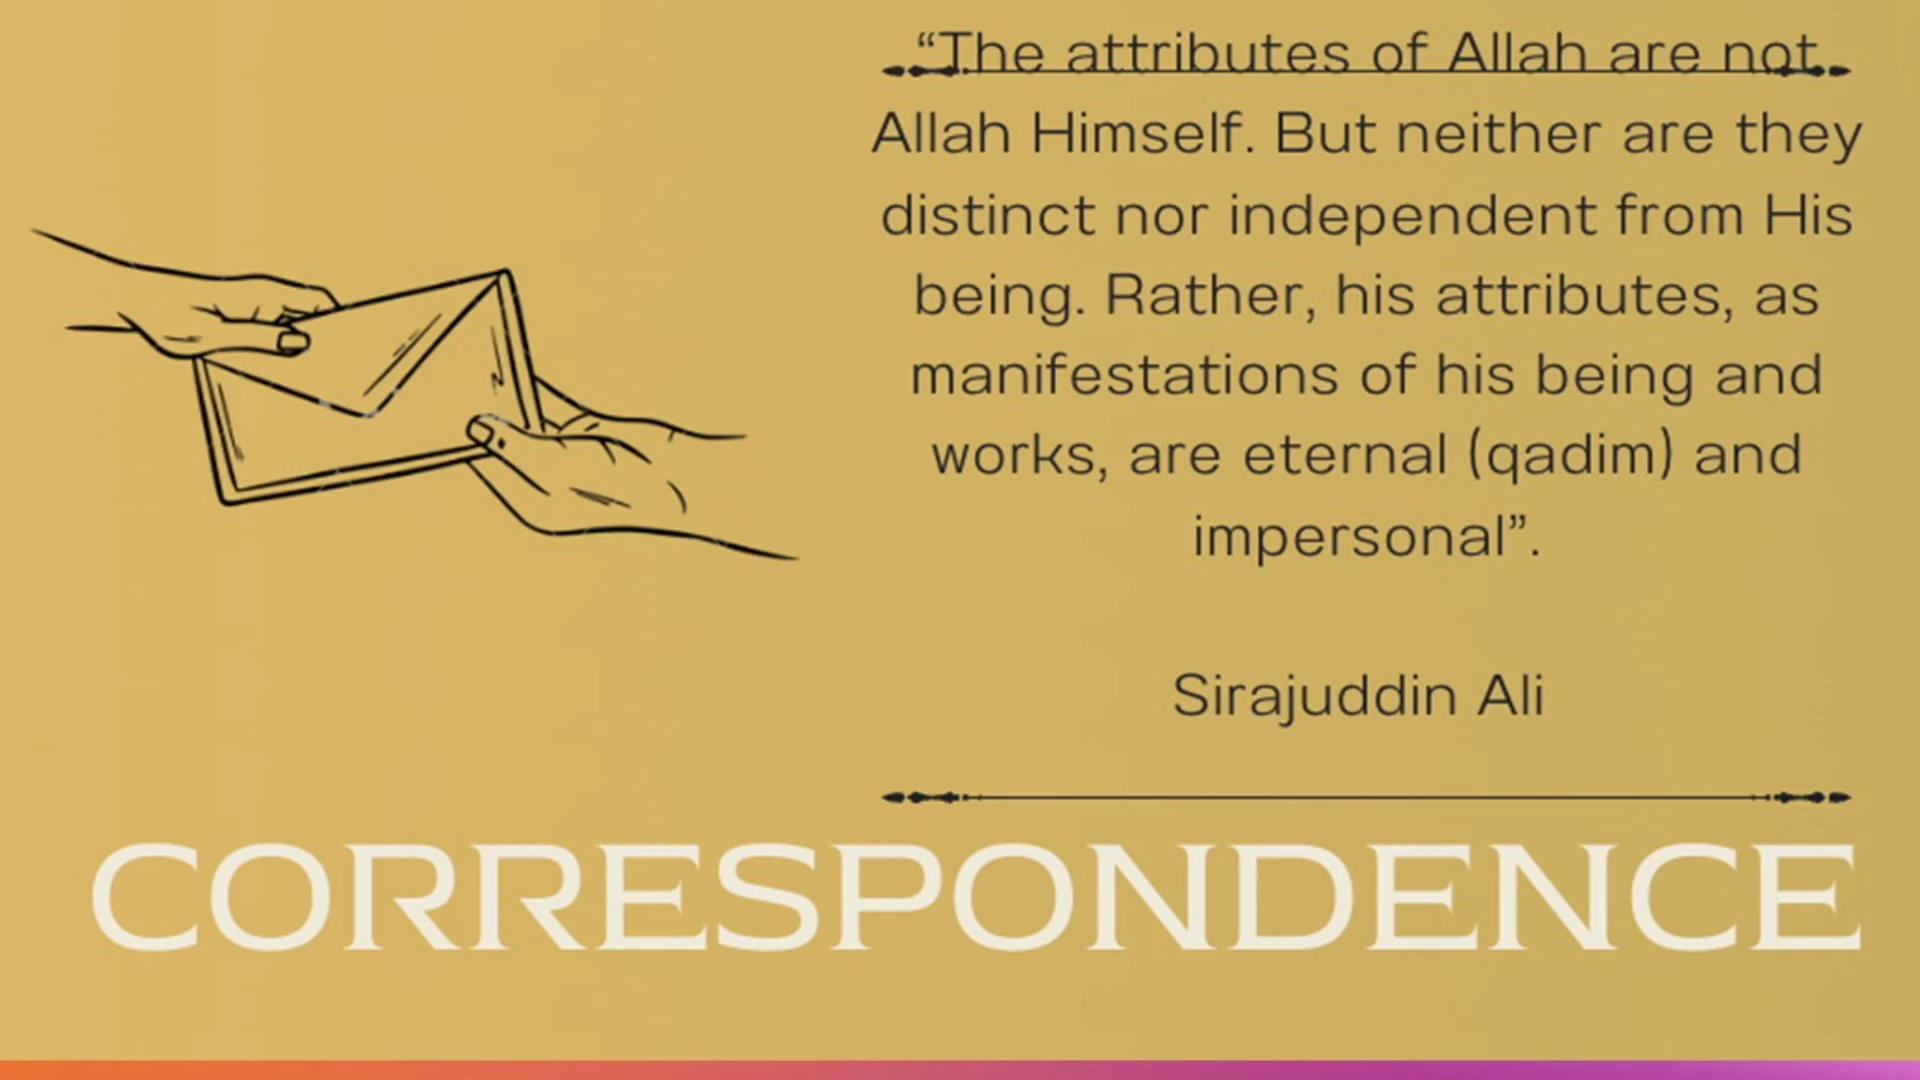 “The attributes of Allah are not
Allah Himself. But neither are they
distinct nor independent from His
being. Rather, his attributes, as
manifestations of his being and
works, are eternal (qadim) and
impersonal”.
Sirajuddin Ali
CORRESPONDENCE